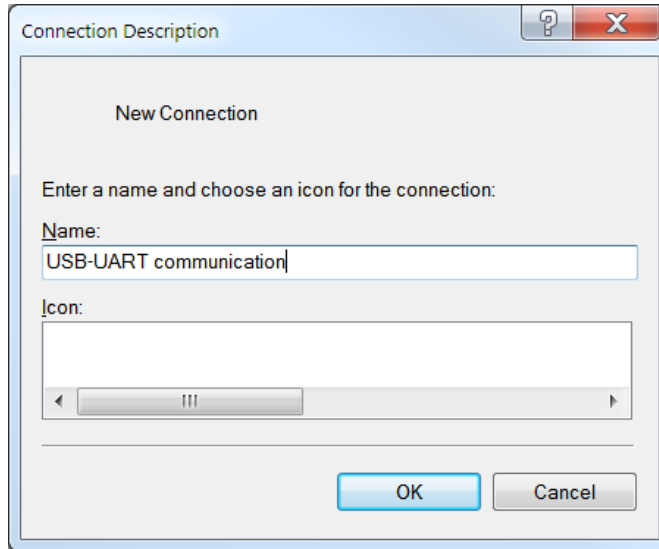 Connection Description
New Connection
Enter a name and choose an icon for the connection:
Name:
USB-UART communication
Icon:
OK
Cancel